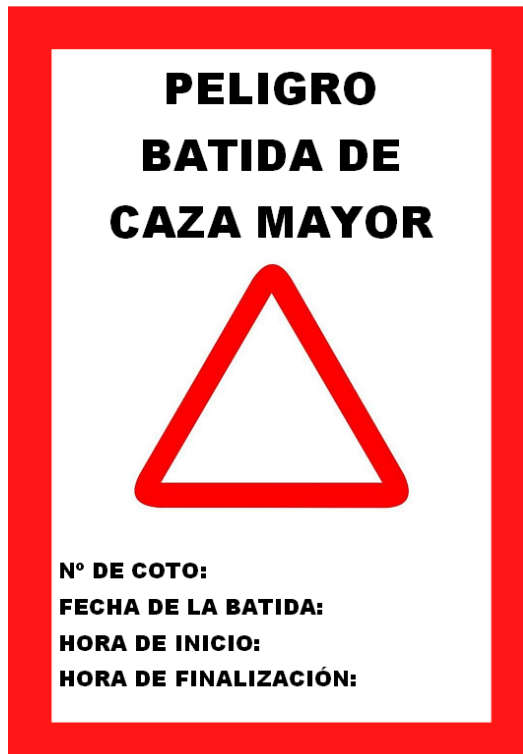 PELIGRO
BATIDA DE
CAZA MAYOR
Nº DE COTO:
FECHA DE LA BATIDA:
HORA DE INICIO:
HORA DE FINALIZACIÓN: